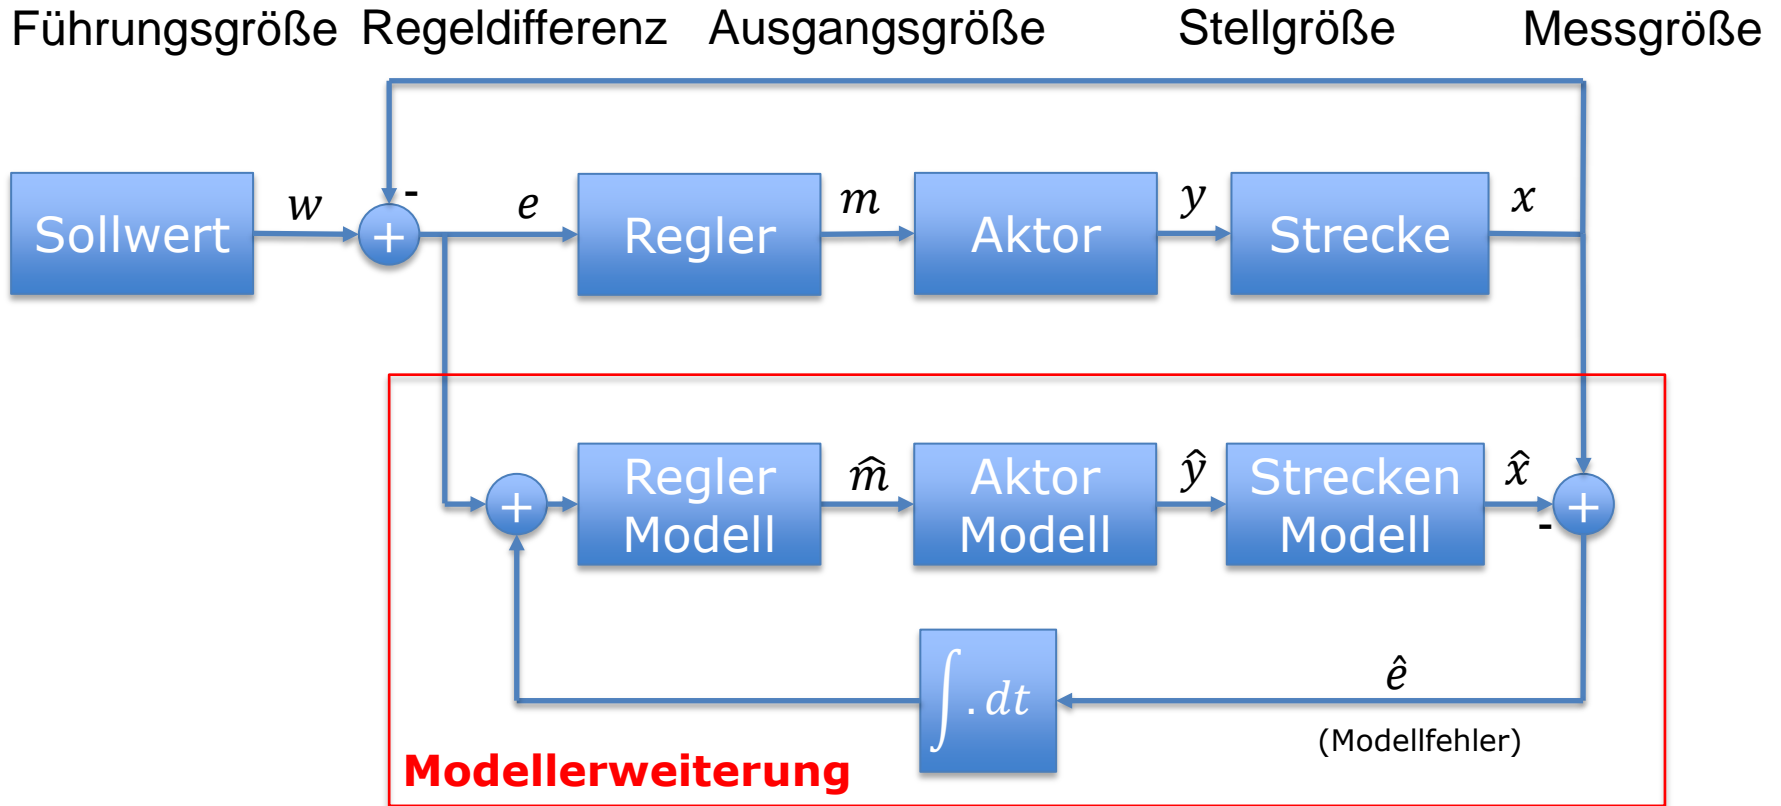 Führungsgröße Regeldifferenz Ausgangsgröße Stellgröße Messgröße
-
Sollwert w + e Regler m Aktor y Strecke x
Regler Modell
m̂
Aktor Modell
ŷ
Strecken Modell
x̂
+
+
-
∫ . dt
ê
(Modellfehler)
Modellerweiterung